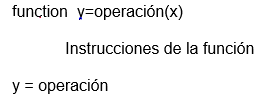 function y=operación(x)
Instrucciones de la función
y = operación